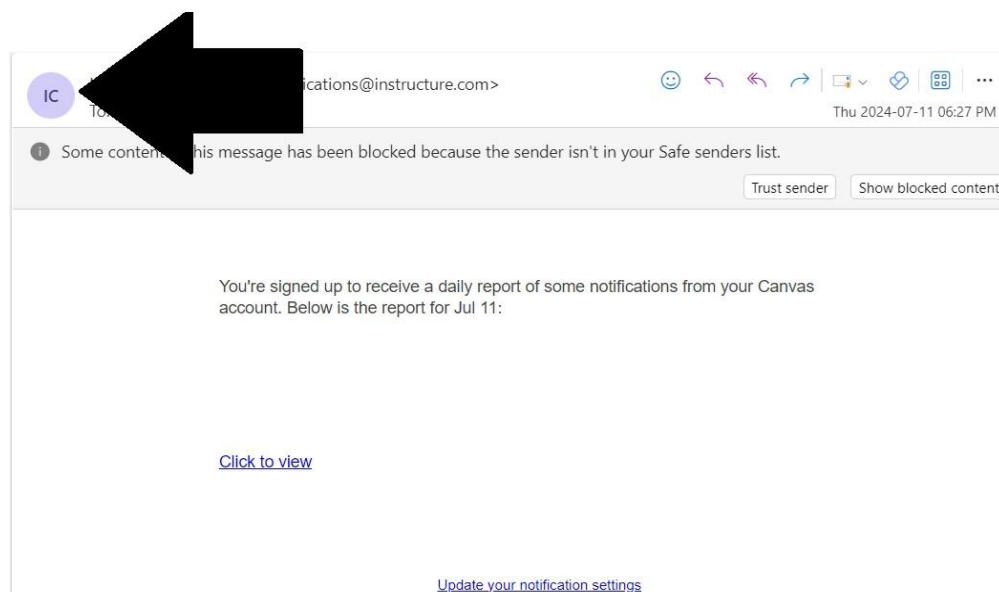 IC
ications@instructure.com>
To:
Thu 2024-07-11 06:27 PM
Some content his message has been blocked because the sender isn't in your Safe senders list.
Trust sender Show blocked content
You're signed up to receive a daily report of some notifications from your Canvas
account. Below is the report for Jul 11:
Click to view
Update your notification settings